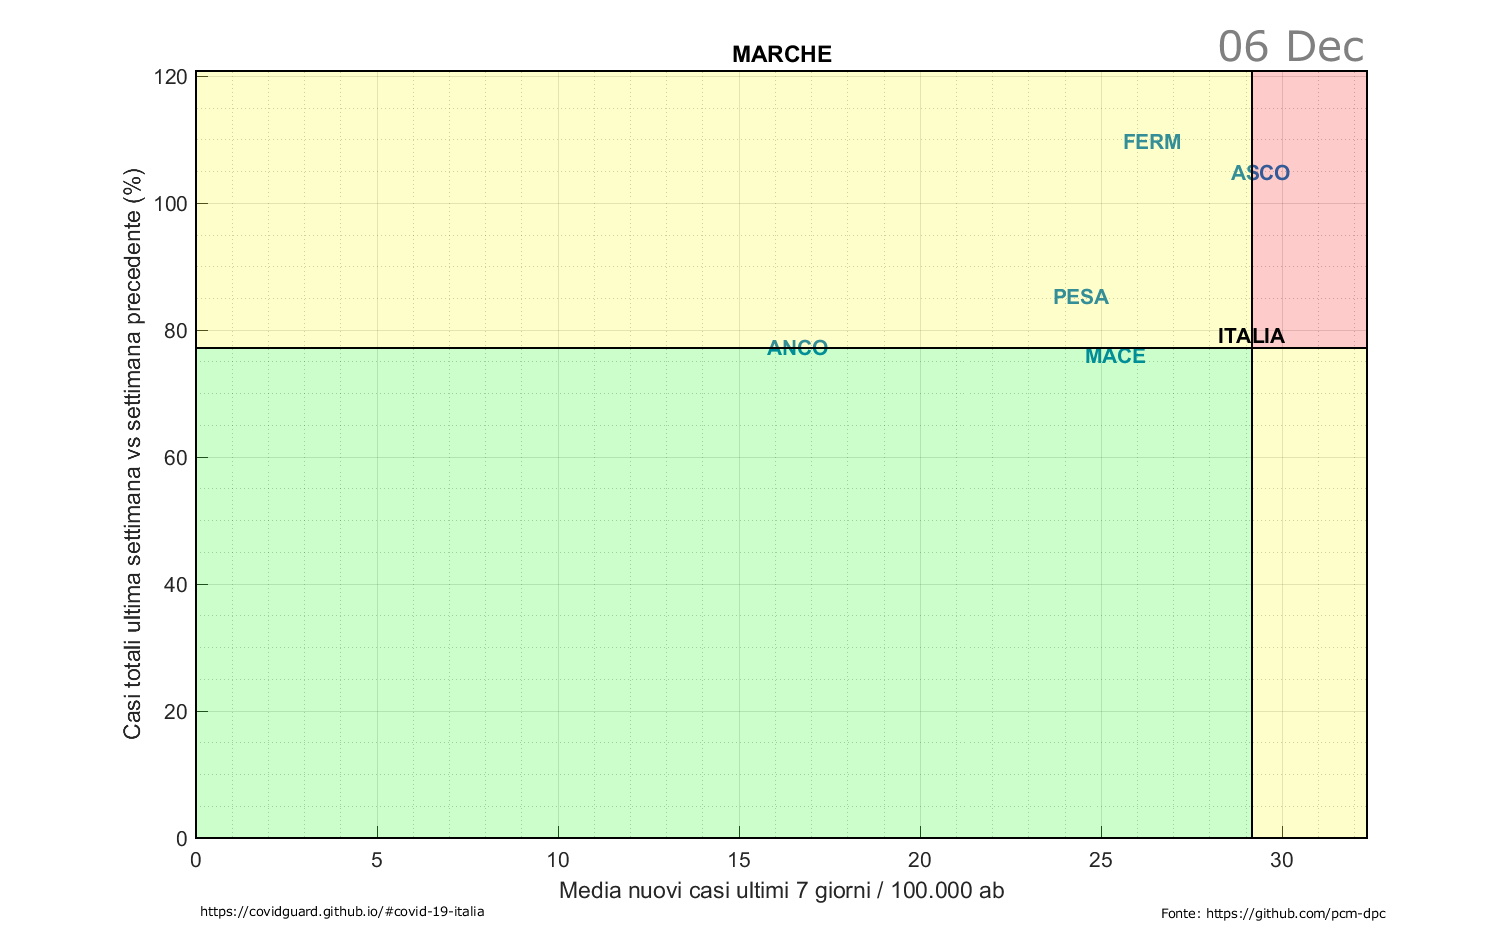 MARCHE
06 Dec
Casi totali ultima settimana vs settimana precedente (%)
120
100
80
60
40
20
0
FERM
ASCO
PESA
ITALIA
ANCO
MACE
0 5 10 15 20 25 30
Media nuovi casi ultimi 7 giorni / 100.000 ab
https://covidguard.github.io/#covid-19-italia
Fonte: https://github.com/pcm-dpc